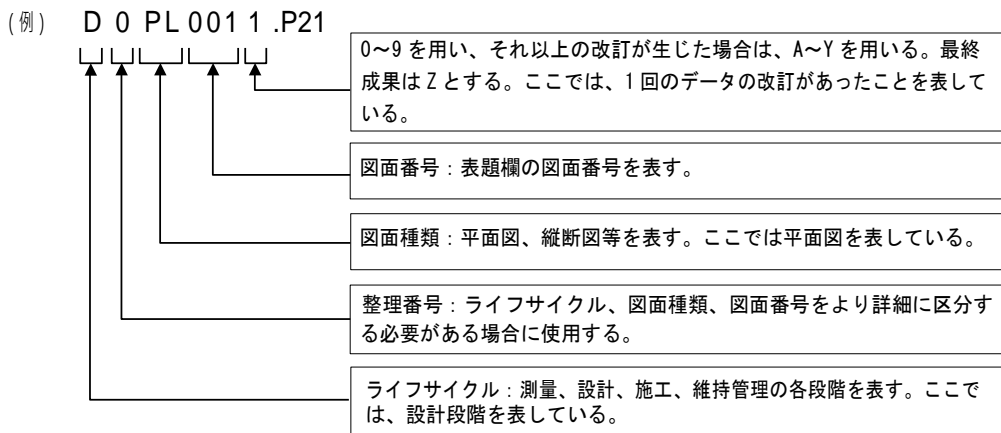 (例) D 0 PL 001 1 .P21
0～9 を用い、それ以上の改訂が生じた場合は、A～Y を用いる。最終
成果は Z とする。ここでは、1 回のデータの改訂があったことを表して
いる。
図面番号：表題欄の図面番号を表す。
図面種類：平面図、縦断図等を表す。ここでは平面図を表している。
整理番号：ライフサイクル、図面種類、図面番号をより詳細に区分す
る必要がある場合に使用する。
ライフサイクル：測量、設計、施工、維持管理の各段階を表す。ここで
は、設計段階を表している。